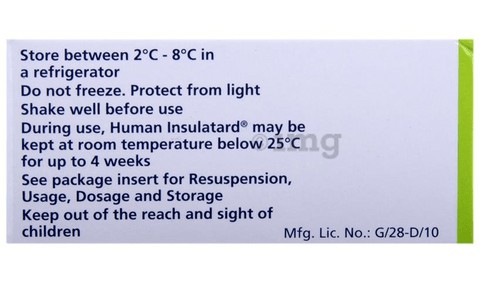 Store between 2°C - 8°C in
a refrigerator
Do not freeze. Protect from light
Shake well before use
During use, Human Insulatard® may be
kept at room temperature below 25°C
for up to 4 weeks
See package insert for Resuspension,
Usage, Dosage and Storage
Keep out of the reach and sight of
children
Mfg. Lic. No.: G/28-D/10
1mg